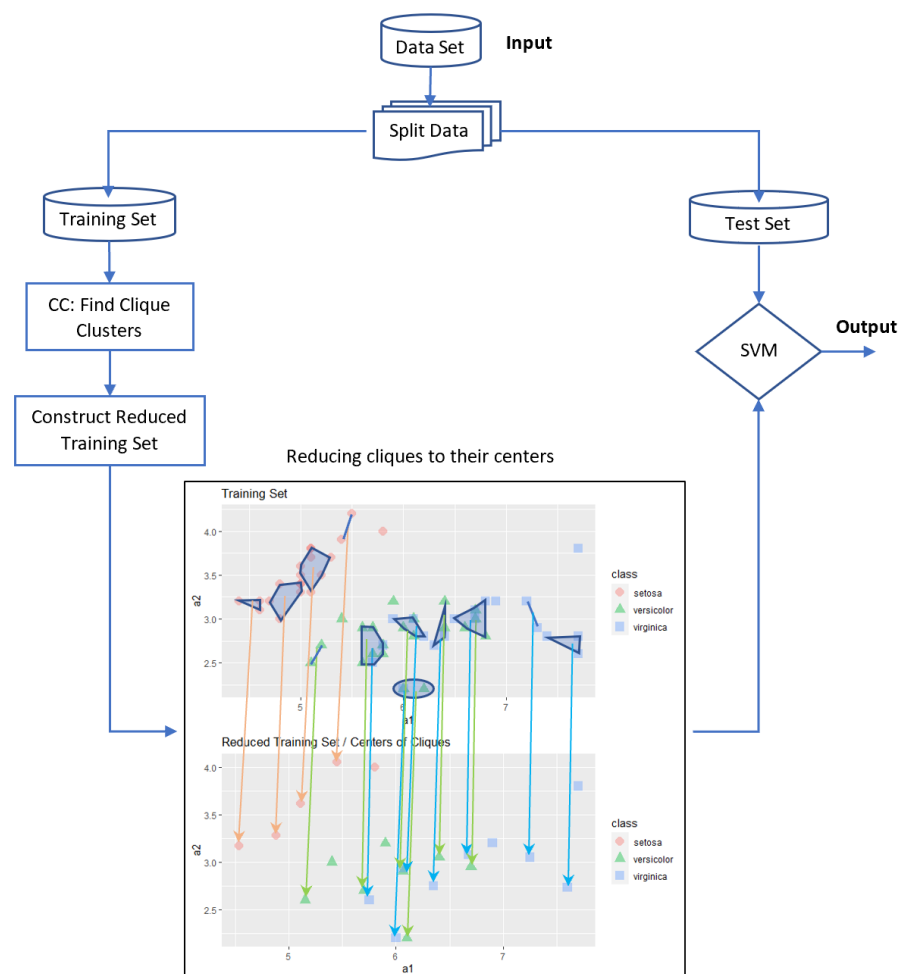 Data Set
Input
Split Data
Training Set
Test Set
CC: Find Clique
Clusters
SVM
Output
Construct Reduced
Training Set
Reducing cliques to their centers
Training Set
4.0
3.5
3.0
2.5
a2
5
6
7
a1
class
setosa
versicolor
virginica
Reduced Training Set / Centers of Cliques
4.0
3.5
3.0
2.5
a2
5
6
7
a1
class
setosa
versicolor
virginica